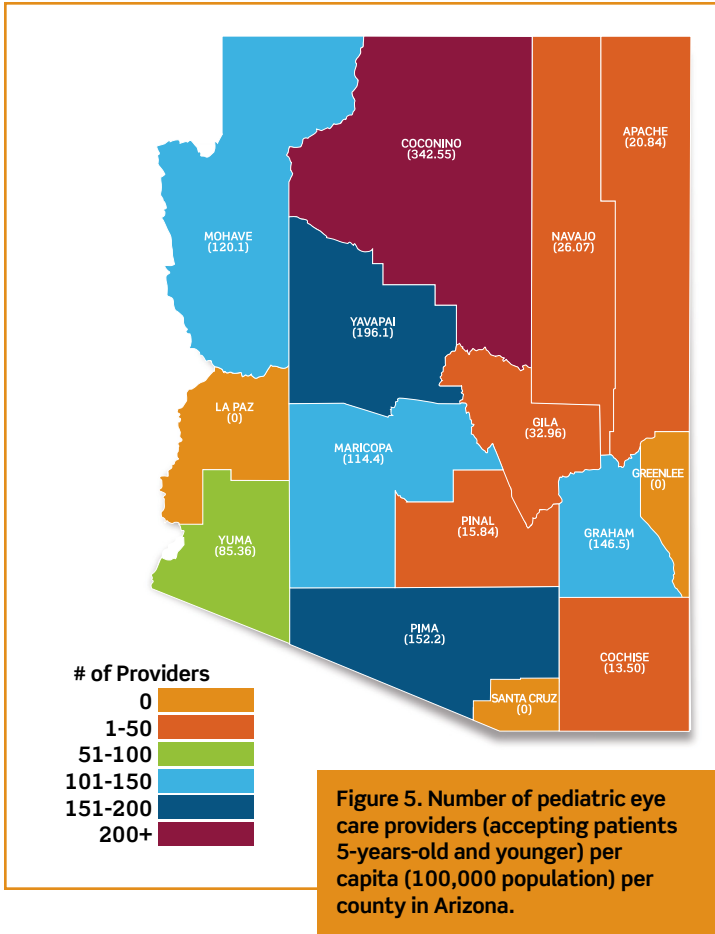 COCONINO
(342.55)
APACHE
(20.84)
MOHAVE
(120.1)
NAVAJO
(26.07)
YAVAPAI
(196.1)
LA PAZ
(0)
GILA
(32.96)
MARICOPA
(114.4)
GREENLEE
(0)
PINAL
(15.84)
GRAHAM
(146.5)
YUMA
(85.36)
PIMA
(152.2)
COCHISE
(13.50)
SANTA CRUZ
(0)
# of Providers
0
1-50
51-100
101-150
151-200
200+
Figure 5. Number of pediatric eye
care providers (accepting patients
5-years-old and younger) per
capita (100,000 population) per
county in Arizona.